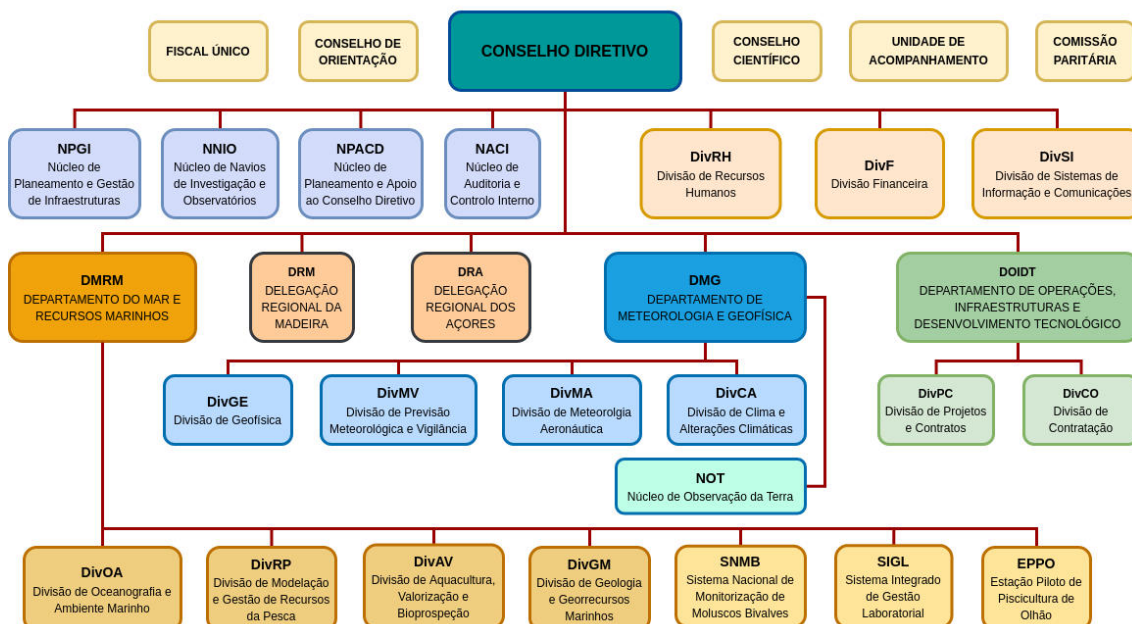 FISCAL ÚNICO
CONSELHO DE
ORIENTAÇÃO
CONSELHO DIRETIVO
CONSELHO
CIENTÍFICO
UNIDADE DE
ACOMPANHAMENTO
COMISSÃO
PARITÁRIA
NPGI
Núcleo de
Planeamento e Gestão
de Infraestruturas
NNIO
Núcleo de Navios
de Investigação e
Observatórios
NPACD
Núcleo de
Planeamento e Apoio
ao Conselho Diretivo
NACI
Núcleo de
Auditoria e
Controlo Interno
DivRH
Divisão de Recursos
Humanos
DivF
Divisão Financeira
DivSI
Divisão de Sistemas de
Informação e Comunicações
DMRM
DEPARTAMENTO DO MAR E
RECURSOS MARINHOS
DRM
DELEGAÇÃO
REGIONAL DA
MADEIRA
DRA
DELEGAÇÃO
REGIONAL DOS
AÇORES
DMG
DEPARTAMENTO DE
METEOROLOGIA E GEOFÍSICA
DOIDT
DEPARTAMENTO DE OPERAÇÕES,
INFRAESTRUTURAS E
DESENVOLVIMENTO TECNOLÓGICO
DivGE
Divisão de Geofísica
DivMV
Divisão de Previsão
Meteorológica e Vigilância
DivMA
Divisão de Meteorolgia
Aeronáutica
DivCA
Divisão de Clima e
Alterações Climáticas
DivPC
Divisão de Projetos
e Contratos
DivCO
Divisão de
Contratação
NOT
Núcleo de Observação da Terra
DivOA
Divisão de Oceanografia e
Ambiente Marinho
DivRP
Divisão de Modelação
e Gestão de Recursos
da Pesca
DivAV
Divisão de Aquacultura,
Valorização e
Bioprospeção
DivGM
Divisão de Geologia
e Georrecursos
Marinhos
SNMB
Sistema Nacional de
Monitorização de
Moluscos Bivalves
SIGL
Sistema Integrado
de Gestão
Laboratorial
EPPO
Estação Piloto de
Piscicultura de
Olhão